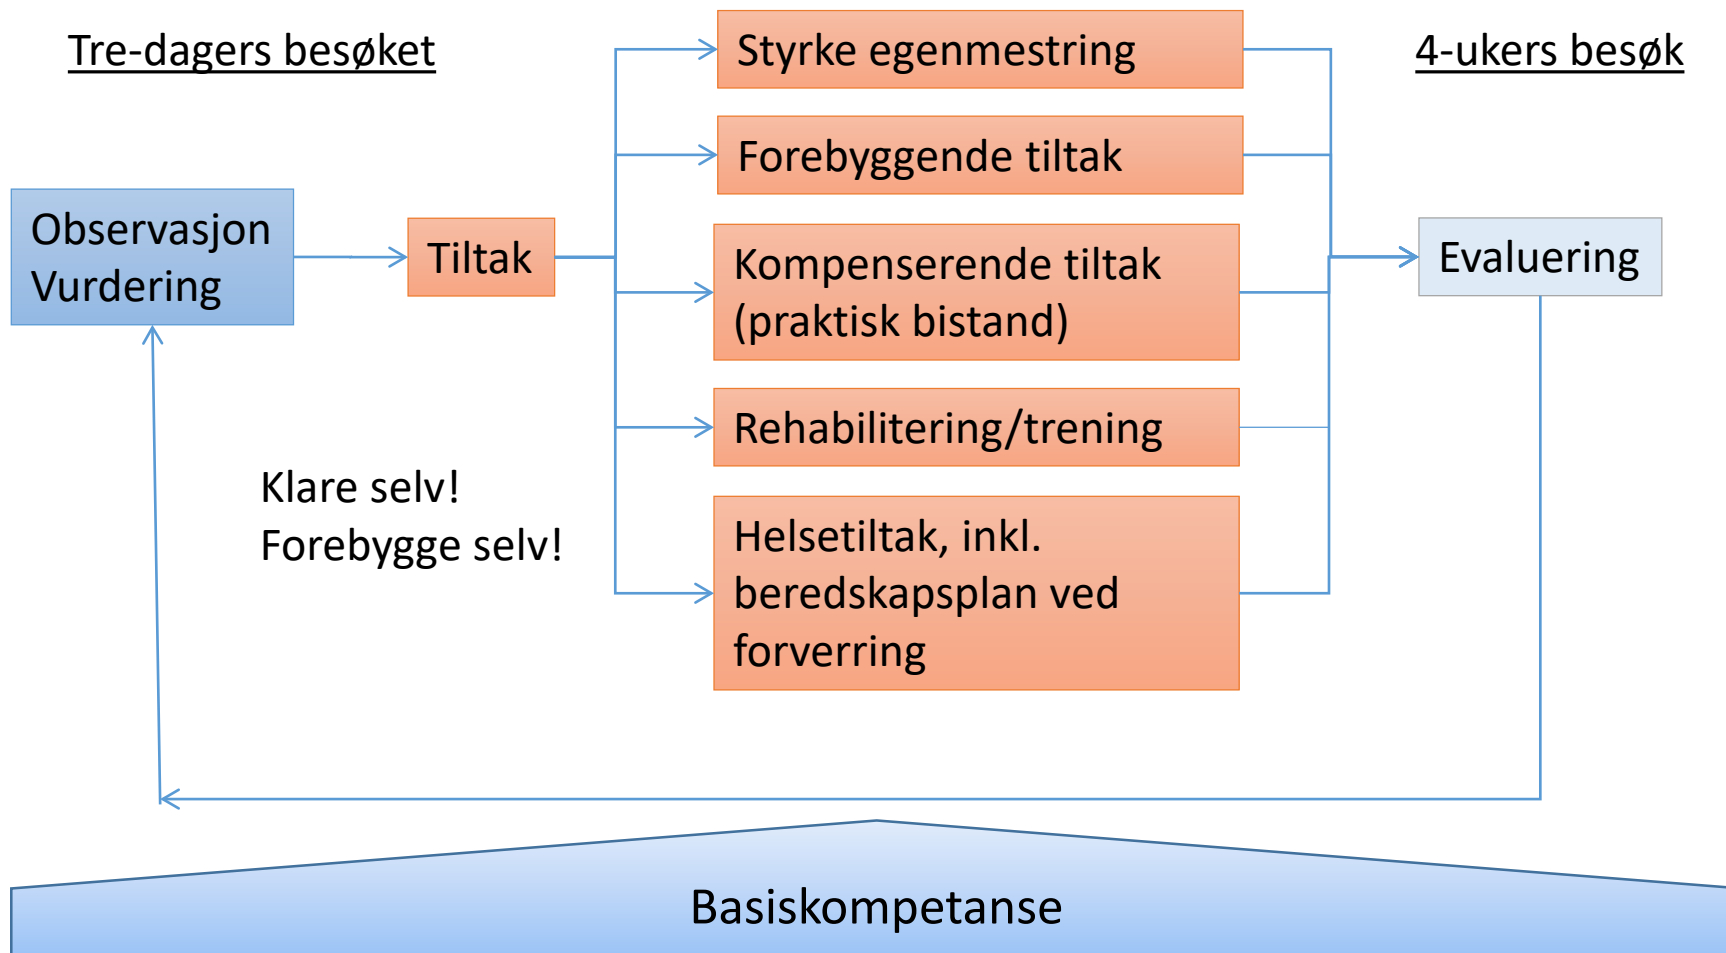 Tre-dagers besøket
4-ukers besøk
Observasjon
Vurdering
Tiltak
Styrke egenmestring
Forebyggende tiltak
Kompenserende tiltak
(praktisk bistand)
Rehabilitering/trening
Helsetiltak, inkl.
beredskapsplan ved
forverring
Evaluering
Klare selv!
Forebygge selv!
Basiskompetanse